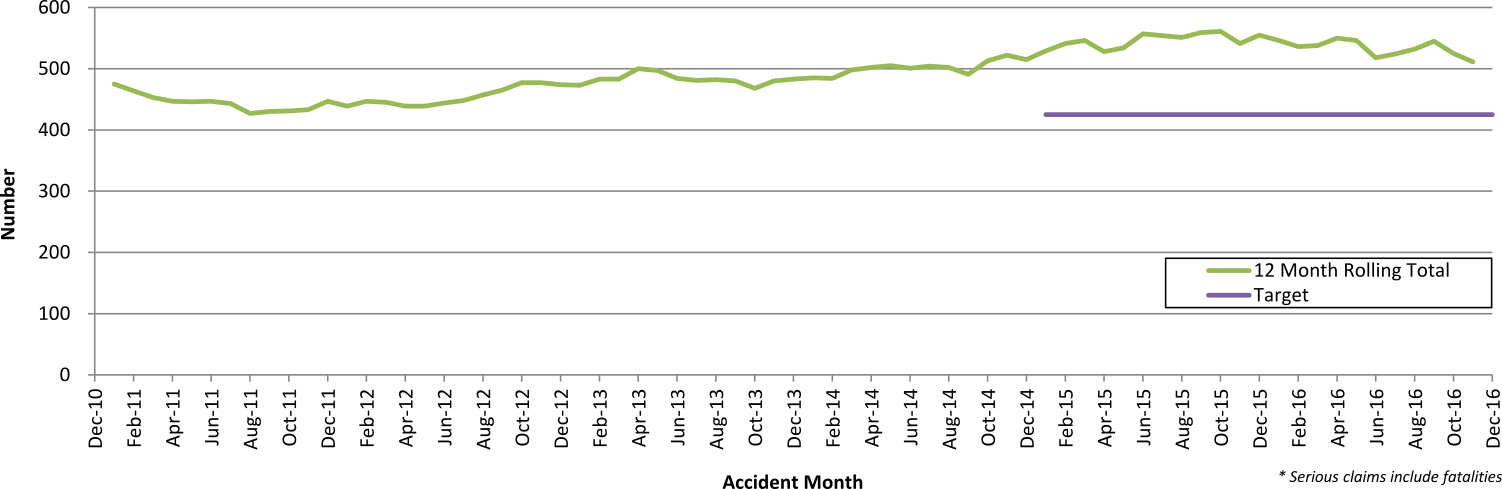 600
500
400
300
200
100
0
Number
12 Month Rolling Total
Target
Dec-10
Feb-11
Apr-11
Jun-11
Aug-11
Oct-11
Dec-11
Feb-12
Apr-12
Jun-12
Aug-12
Oct-12
Dec-12
Feb-13
Apr-13
Jun-13
Aug-13
Oct-13
Dec-13
Feb-14
Apr-14
Jun-14
Aug-14
Oct-14
Dec-14
Feb-15
Apr-15
Jun-15
Aug-15
Oct-15
Dec-15
Feb-16
Apr-16
Jun-16
Aug-16
Oct-16
Dec-16
Accident Month
* Serious claims include fatalities